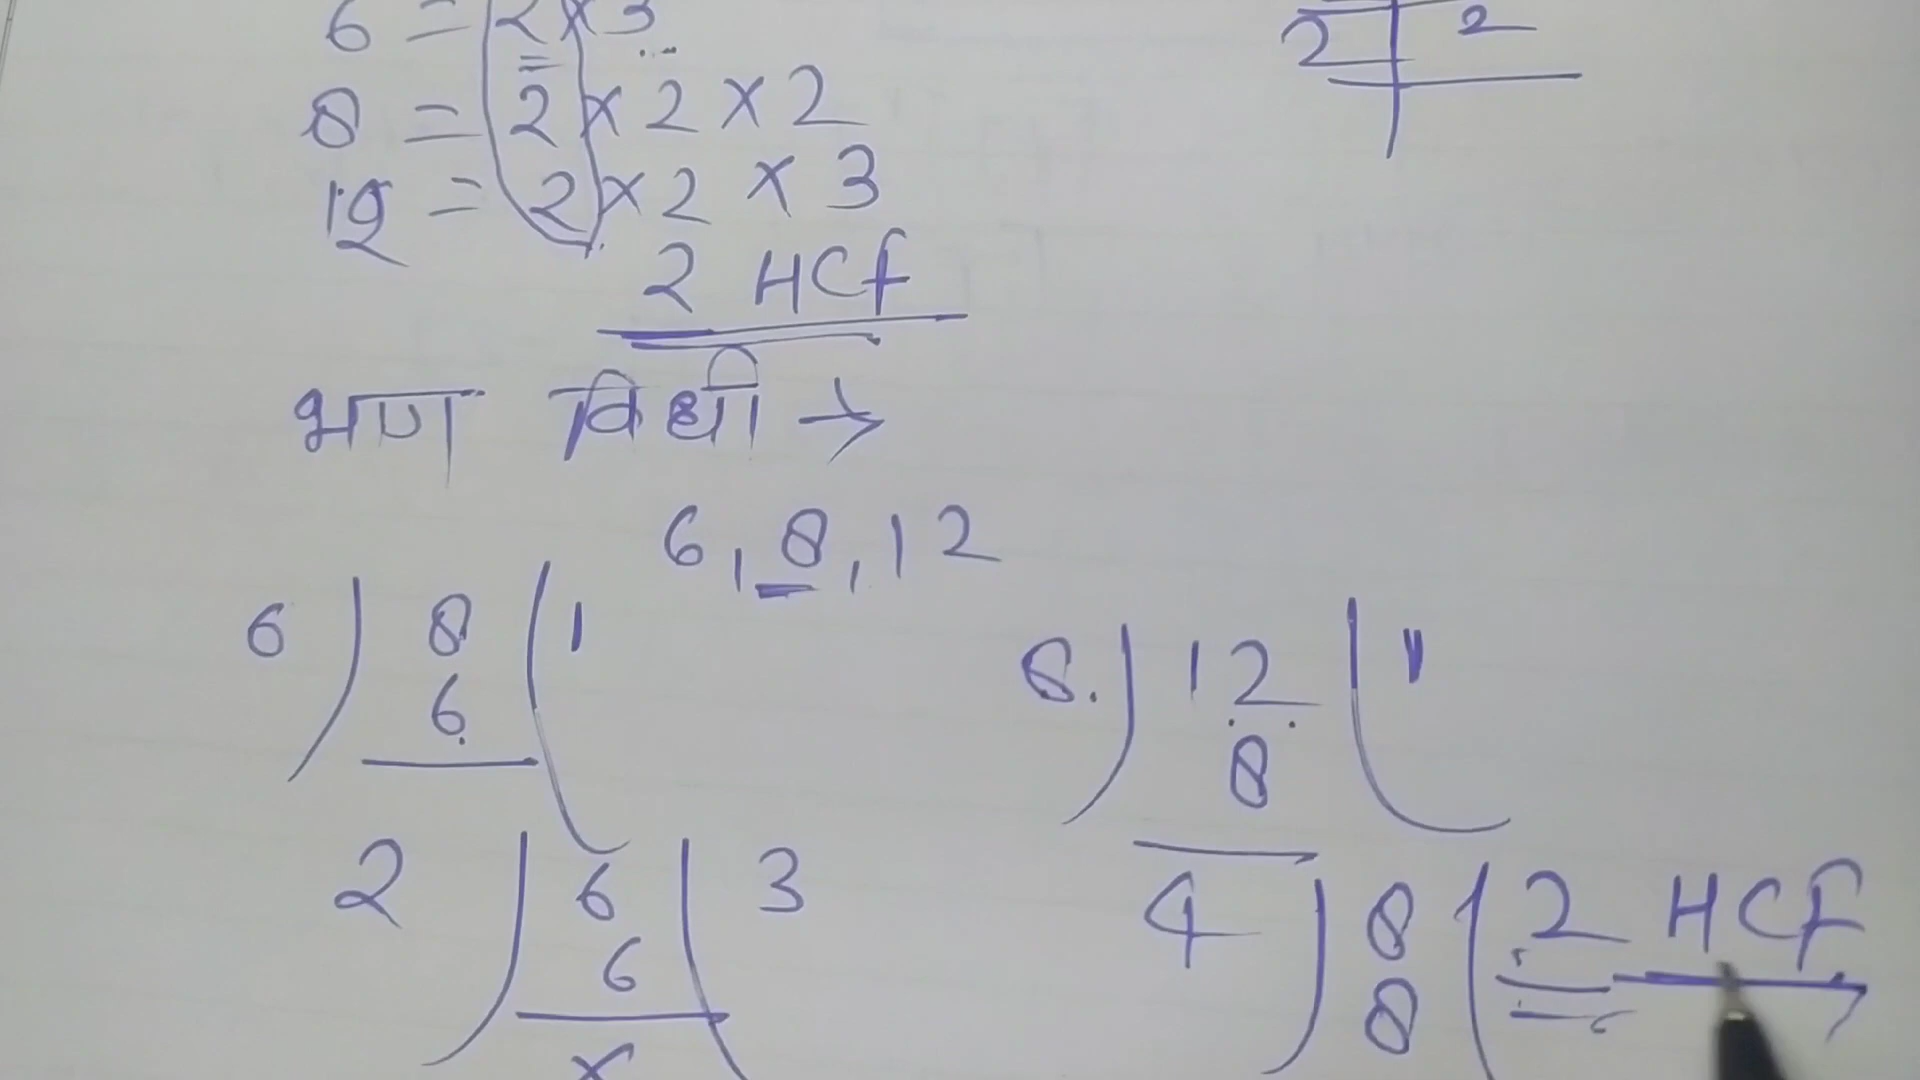 6 = 2 x 3
8 = 2 x 2 x 2
12 = 2 x 2 x 3
2 HCF
2 2
भाग विधी →
6, 8, 12
6 ) 8 ( 1
6
2 ) 6 ( 3
6
x
8. ) 12 ( 1
8
4 ) 8 ( 2 HCF
8